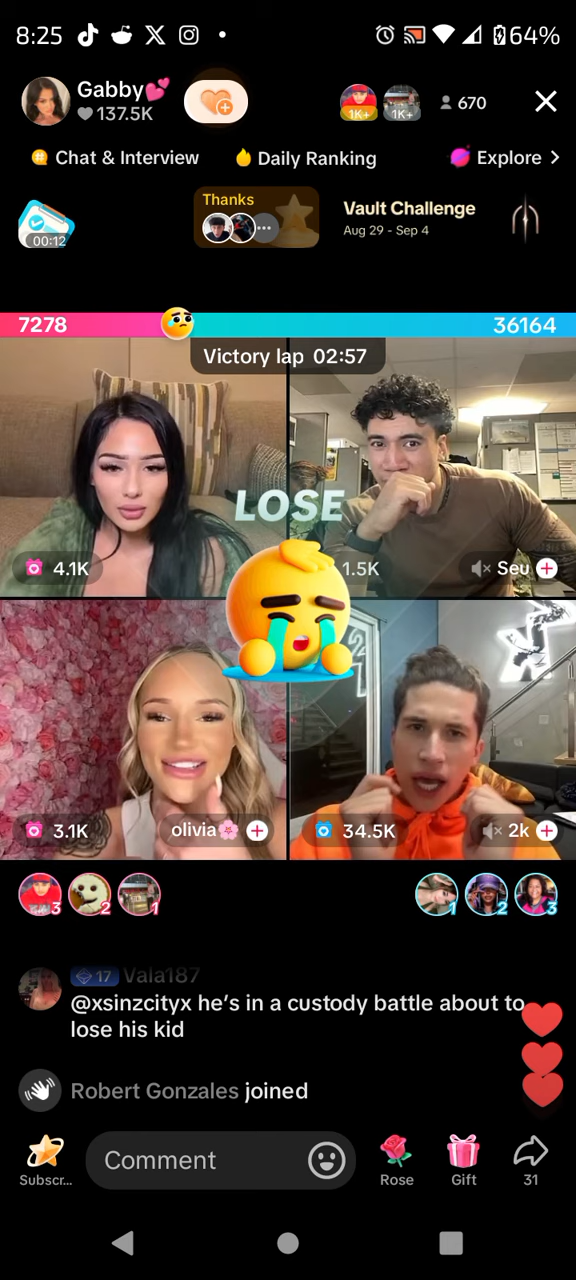 8:25
64%
Gabby💕
137.5K
1K+
1K+
670
Chat & Interview
Daily Ranking
Explore >
00:12
Thanks
Vault Challenge
Aug 29 - Sep 4
7278
36164
Victory lap 02:57
LOSE
4.1K
1.5K
Seu
3.1K
olivia🌸
34.5K
2k
3
2
1
1
2
3
17 Vala187
@xsinzcityx he's in a custody battle about to
lose his kid
Robert Gonzales joined
Subscr...
Comment
Rose
Gift
31